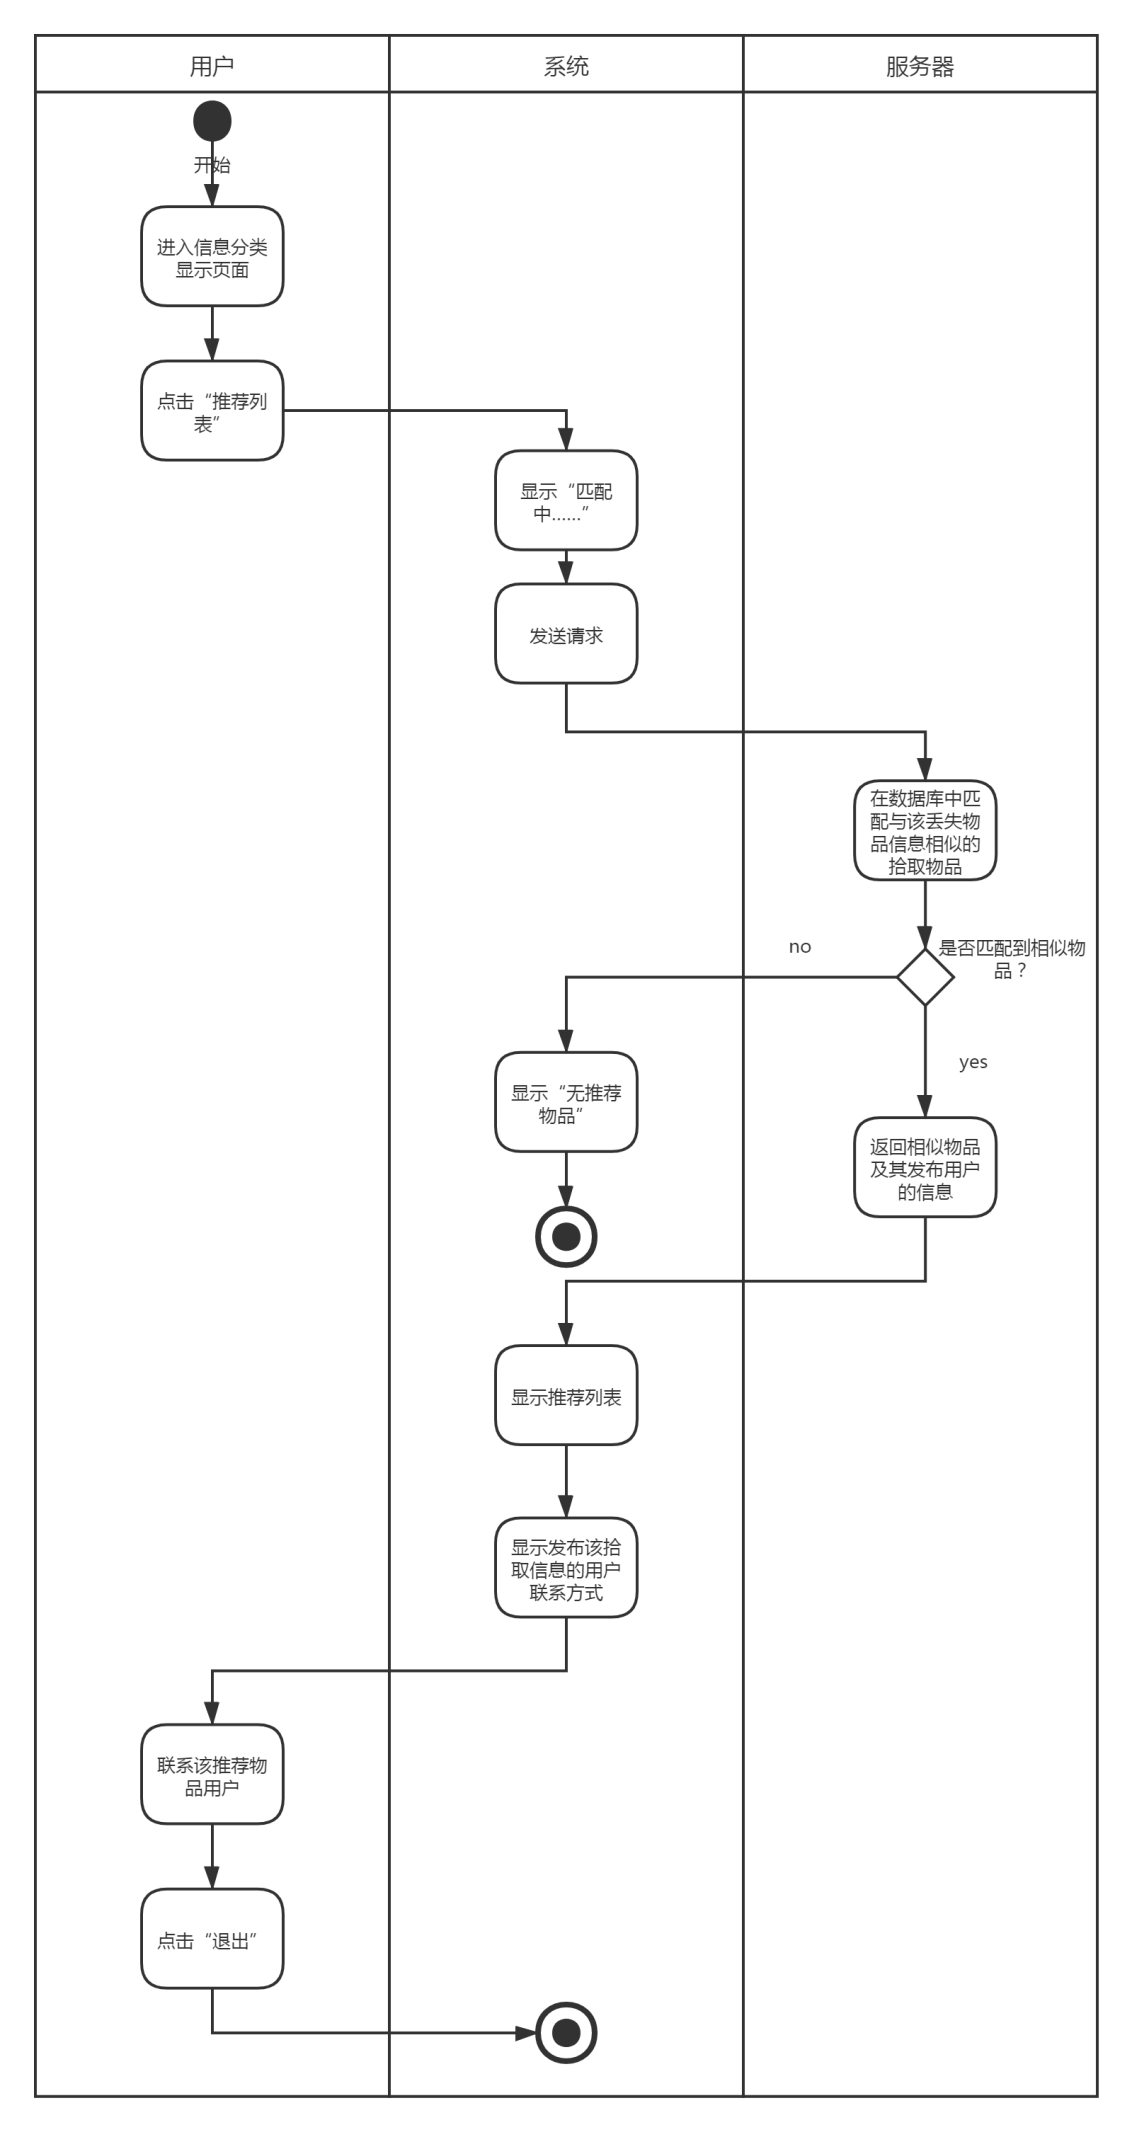 用户
系统
服务器
开始
进入信息分类
显示页面
点击“推荐列
表”
显示“匹配
中......”
发送请求
在数据库中匹
配与该丢失物
品信息相似的
拾取物品
no
是否匹配到相似物
品？
yes
显示“无推荐
物品”
返回相似物品
及其发布用户
的信息
显示推荐列表
显示发布该拾
取信息的用户
联系方式
联系该推荐物
品用户
点击“退出”